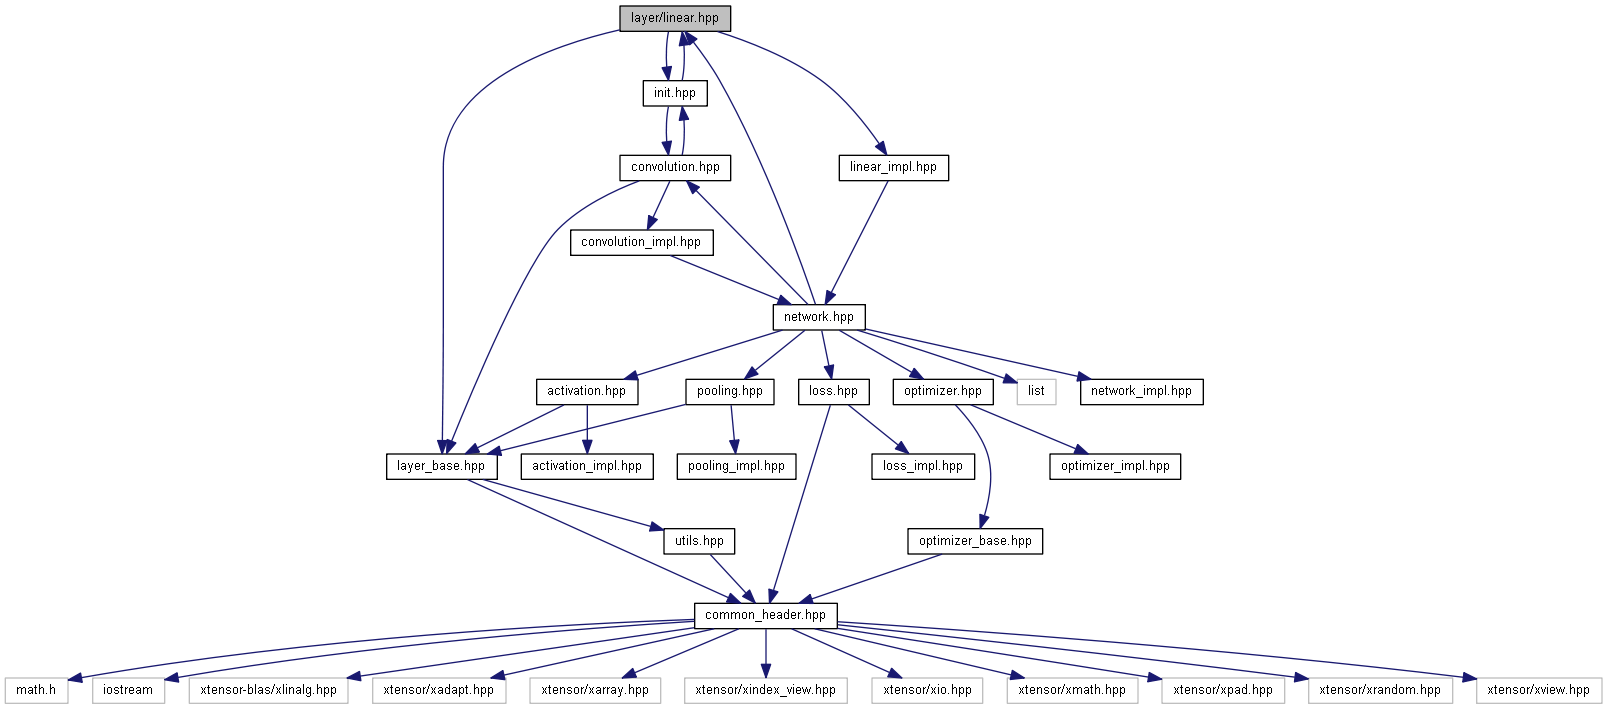 layer/linear.hpp
init.hpp
convolution.hpp
linear_impl.hpp
convolution_impl.hpp
network.hpp
activation.hpp
pooling.hpp
loss.hpp
optimizer.hpp
list
network_impl.hpp
layer_base.hpp
activation_impl.hpp
pooling_impl.hpp
loss_impl.hpp
optimizer_impl.hpp
utils.hpp
optimizer_base.hpp
common_header.hpp
math.h
iostream
xtensor-blas/xlinalg.hpp
xtensor/xadapt.hpp
xtensor/xarray.hpp
xtensor/xindex_view.hpp
xtensor/xio.hpp
xtensor/xmath.hpp
xtensor/xpad.hpp
xtensor/xrandom.hpp
xtensor/xview.hpp